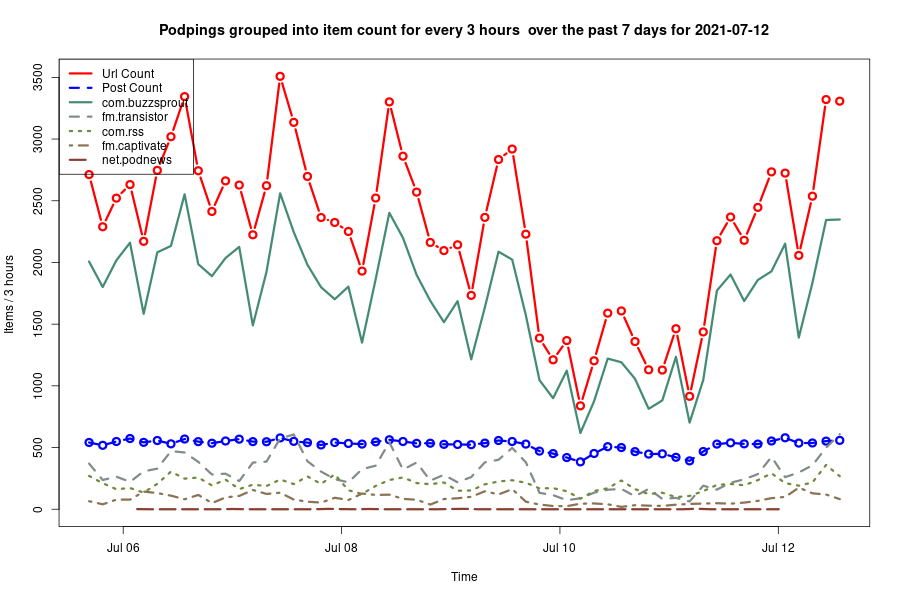 Podpings grouped into item count for every 3 hours  over the past 7 days for 2021-07-12
Url Count
Post Count
com.buzzsprout
fm.transistor
com.rss
fm.captivate
net.podnews
Items / 3 hours
3500
3000
2500
2000
1500
1000
500
0
Jul 06
Jul 08
Jul 10
Jul 12
Time